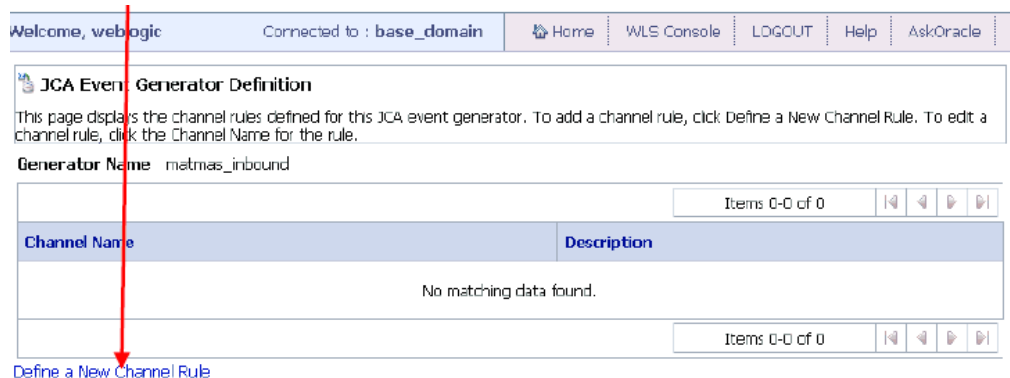 Welcome, weblogic Connected to : base_domain Home WLS Console LOGOUT Help AskOracle
JCA Event Generator Definition
This page displays the channel rules defined for this JCA event generator. To add a channel rule, click Define a New Channel Rule. To edit a
channel rule, click the Channel Name for the rule.
Generator Name matmas_inbound
Items 0-0 of 0
Channel Name Description
No matching data found.
Items 0-0 of 0
Define a New Channel Rule